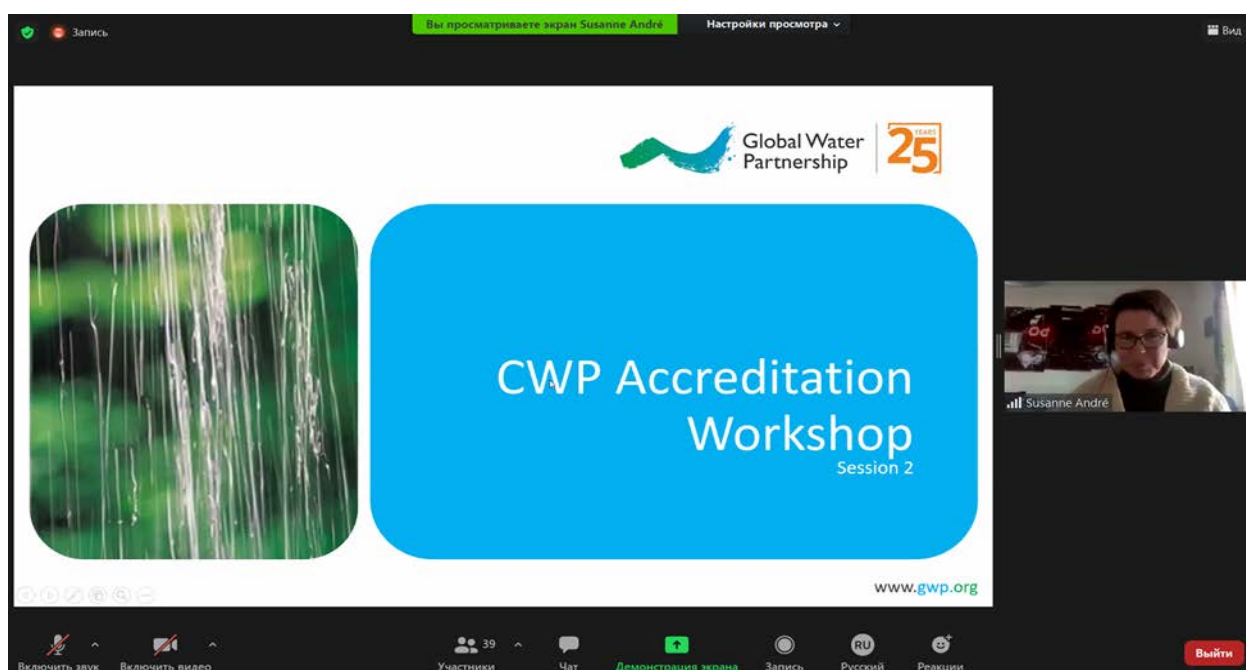 Запись
Вы просматриваете экран Susanne André
Настройки просмотра
Вид
Global Water
Partnership
25
YEARS
CWP Accreditation
Workshop
Session 2
www.gwp.org
Susanne André
Включить звук
Включить видео
39
Участники
Чат
Демонстрация экрана
Запись
RU
Русский
Реакции
Выйти